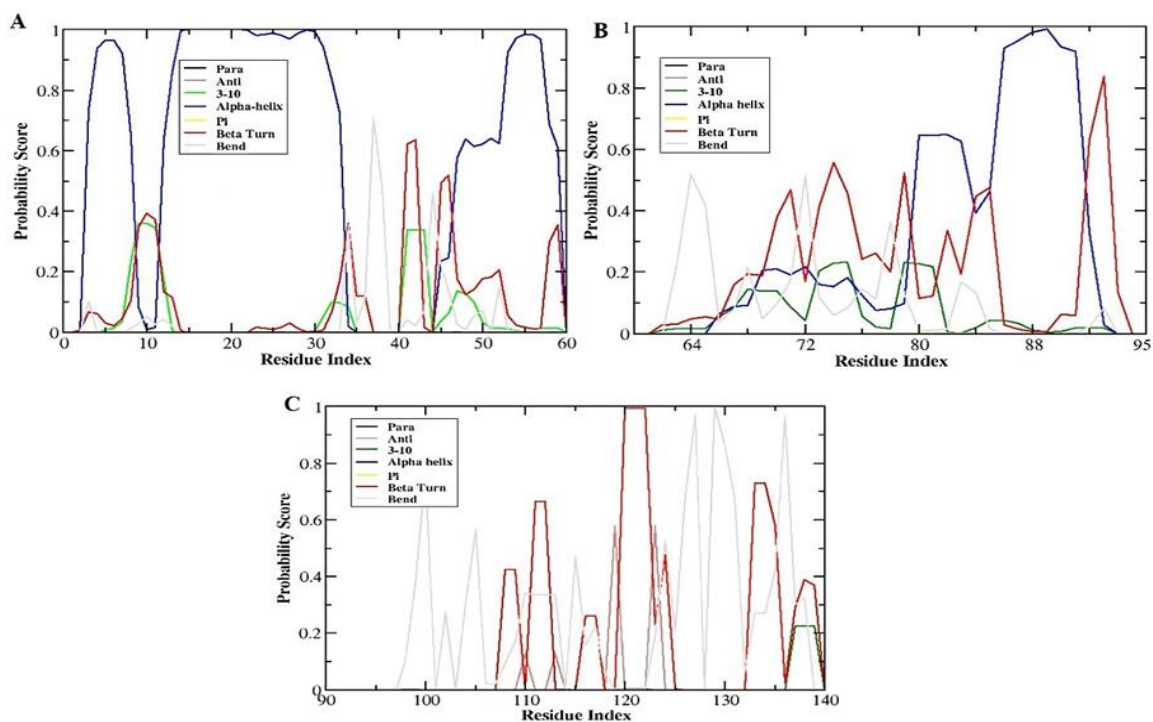 A
1
0.8
0.6
0.4
0.2
0
Probability Score
Para
Anti
3-10
Alpha-helix
Pi
Beta Turn
Bend
0 10 20 30 40 50 60
Residue Index
B
1
0.8
0.6
0.4
0.2
0
Probability Score
Para
Anti
3-10
Alpha helix
Pi
Beta Turn
Bend
64 72 80 88 95
Residue Index
C
1
0.8
0.6
0.4
0.2
0
Probability Score
Para
Anti
3-10
Alpha helix
Pi
Beta Turn
Bend
90 100 110 120 130 140
Residue Index